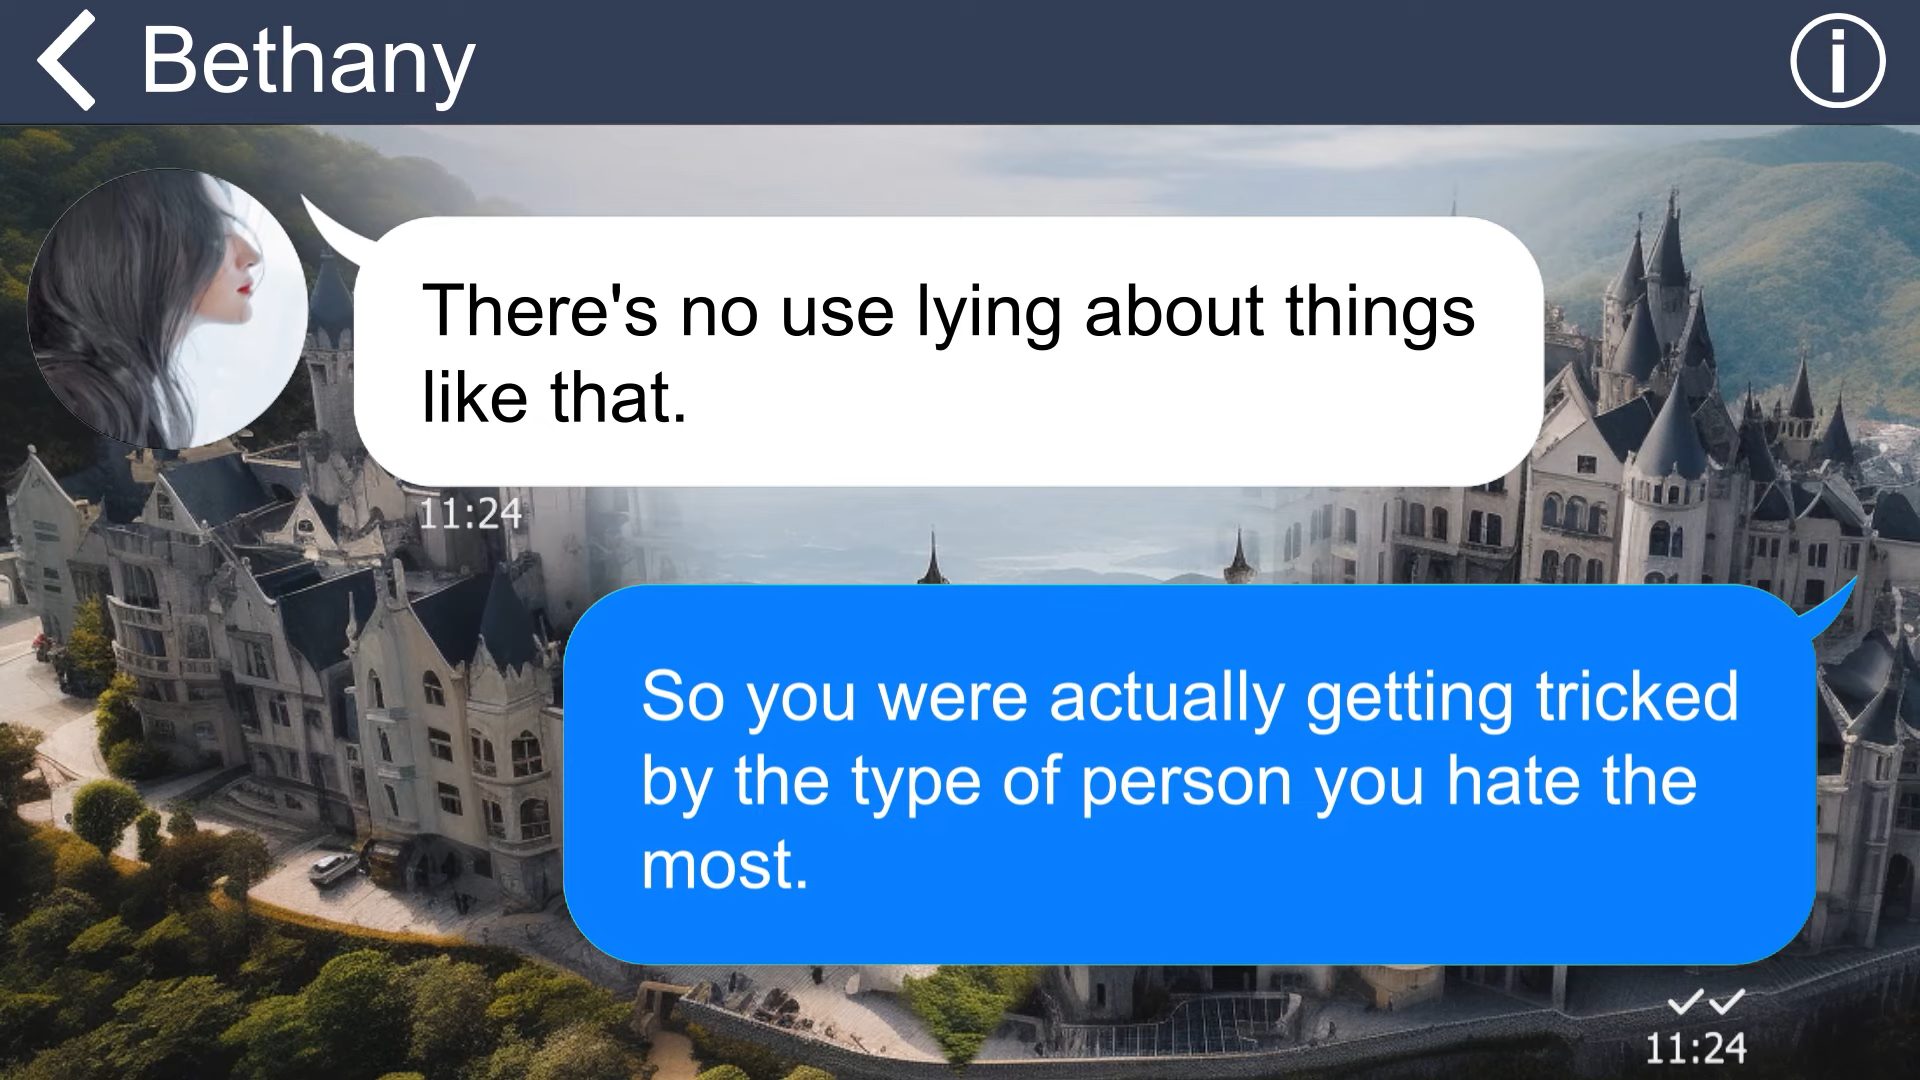 Bethany
There's no use lying about things
like that.
11:24
So you were actually getting tricked
by the type of person you hate the
most.
11:24